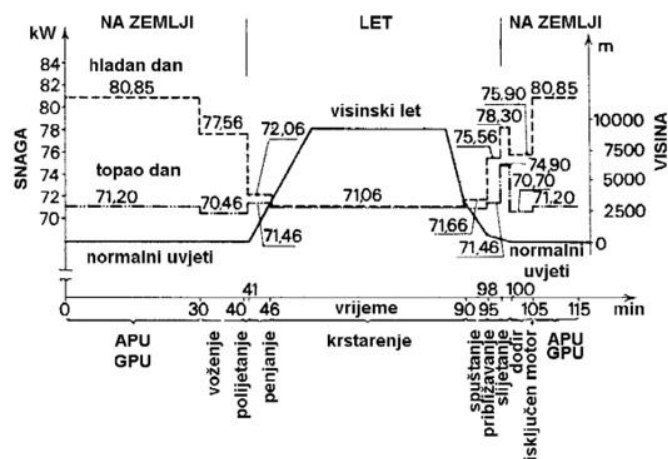 NA ZEMLJI LET NA ZEMLJI
kW m
84
82
80
78
76
74
72
70
SNAGA
10000
7500
5000
2500
0
VISINA
hladan dan
80,85
77,56
72,06
visinski let
75.90
78,30
75,56
80,85
topao dan
71,20
70,46
71,06
74,90
70,70
71,20
71,66
71,46
71,46
normalni uvjeti
normalni
uvjeti
41 98 100
0 30 40 46 vrijeme 90 95 105 115 min
APU
GPU
voženje
polijetanje
penjanje
krstarenje
spuštanje
približavanje
slijetanje
dodir
isključen motor
APU
GPU